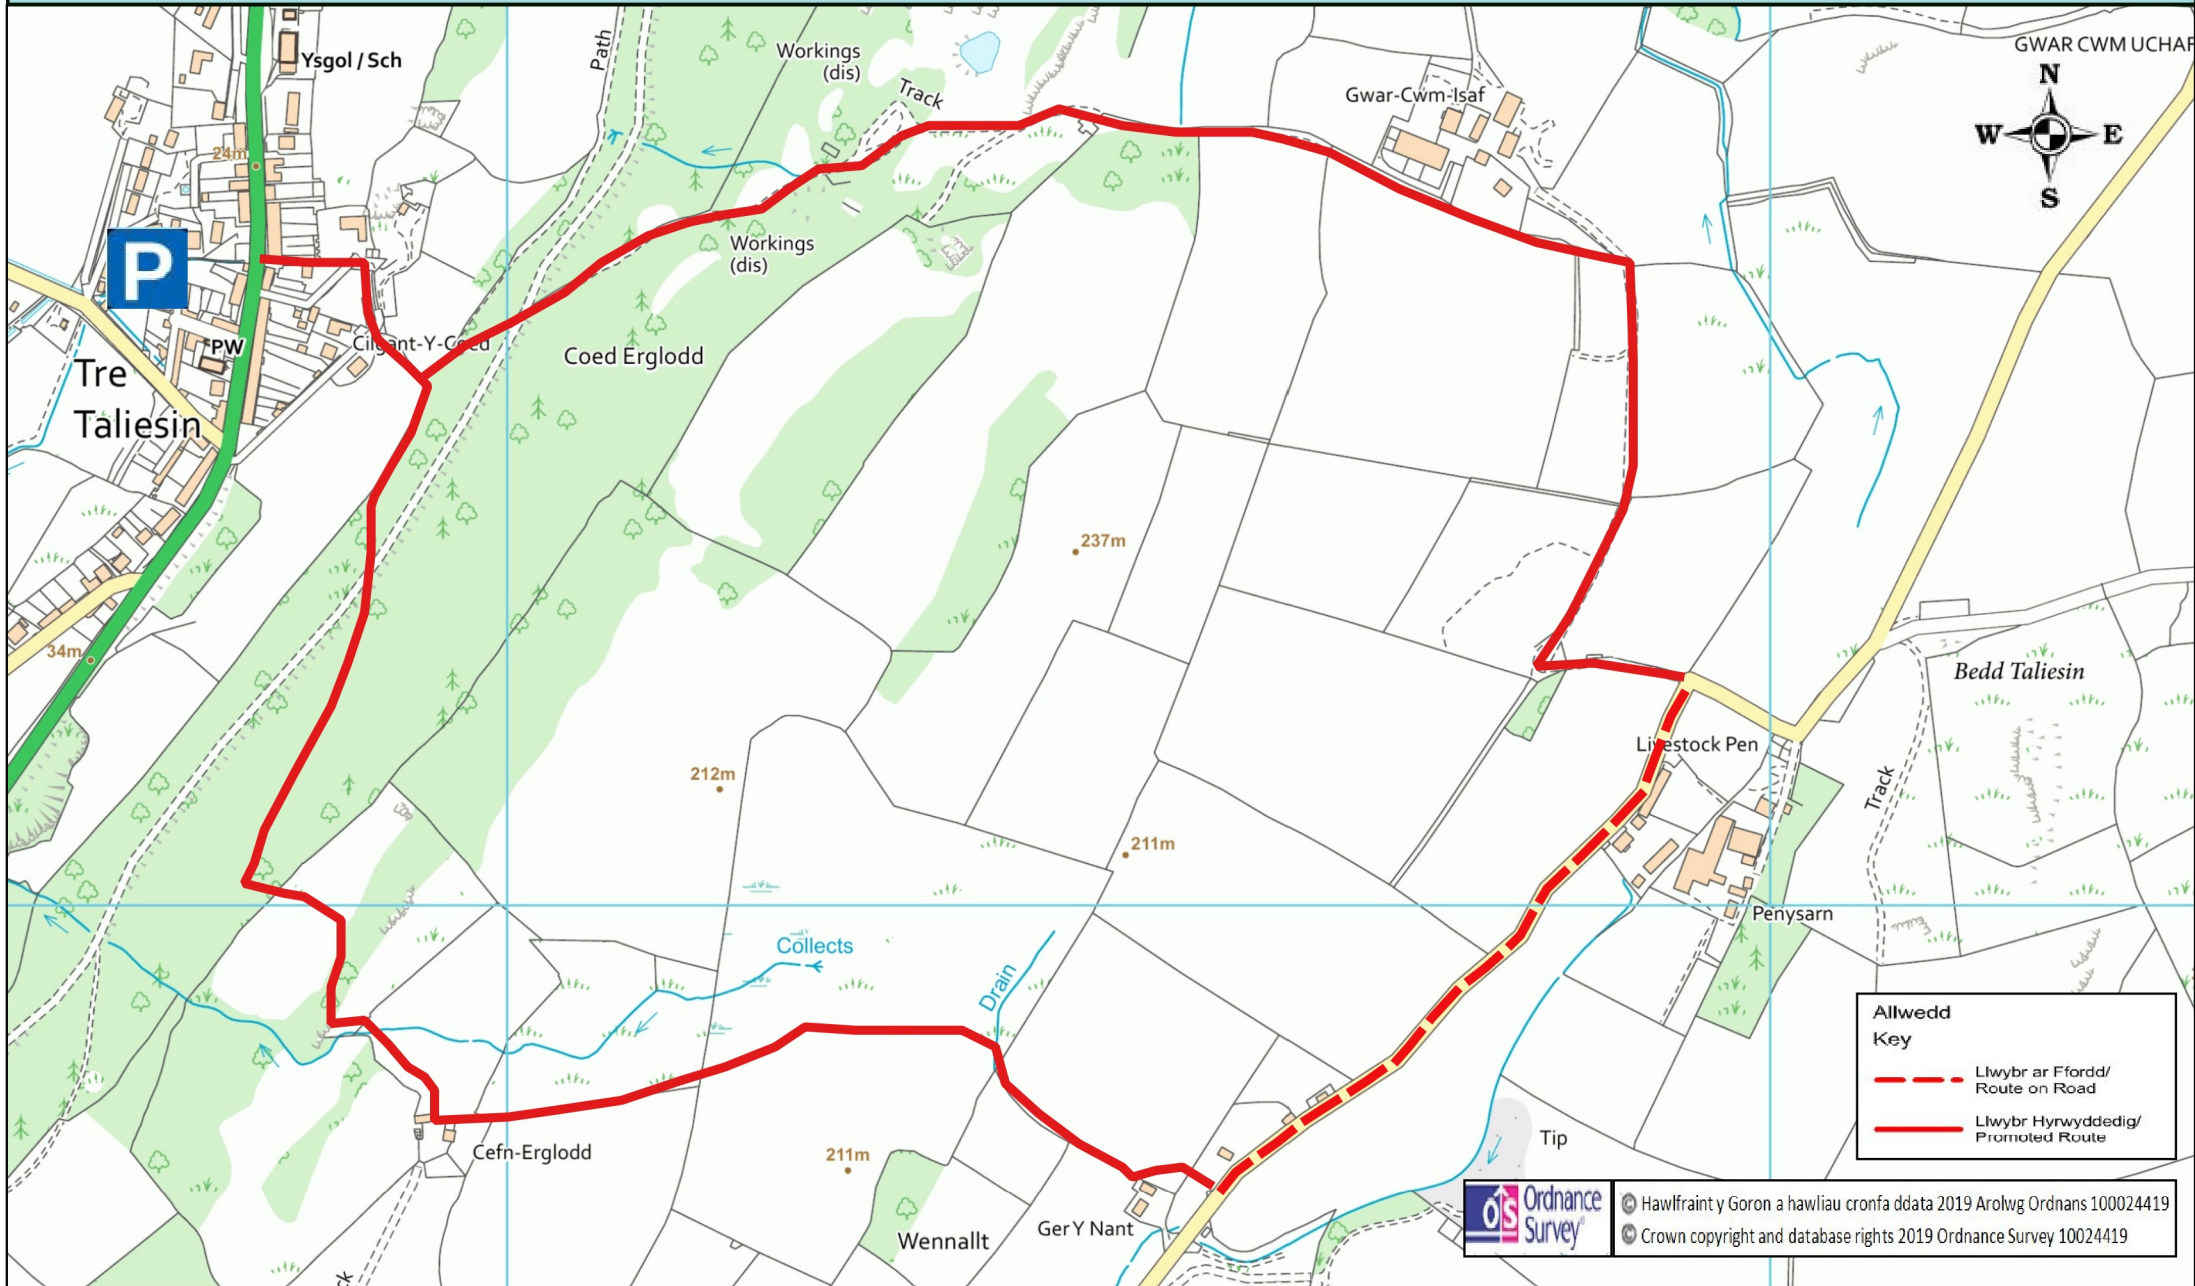 Path
Workings
(dis)
Track
Ysgol / Sch
GWAR CWM UCHAF
N
W
E
S
Gwar-Cwm-Isaf
24m
P
Workings
(dis)
Cilgant-Y-Coed
PW
Coed Erglodd
Tre
Taliesin
237m
34m
Bedd Taliesin
Livestock Pen
212m
Track
211m
Penysarn
Collects
Drain
Allwedd
Key
Llwybr ar Ffordd/
Route on Road
Llwybr Hyrwyddedig/
Promoted Route
Tip
Cefn-Erglodd
211m
Wennallt
Ger Y Nant
OS Ordnance
Survey
© Hawlfraint y Goron a hawliau cronfa ddata 2019 Arolwg Ordnans 100024419
© Crown copyright and database rights 2019 Ordnance Survey 10024419